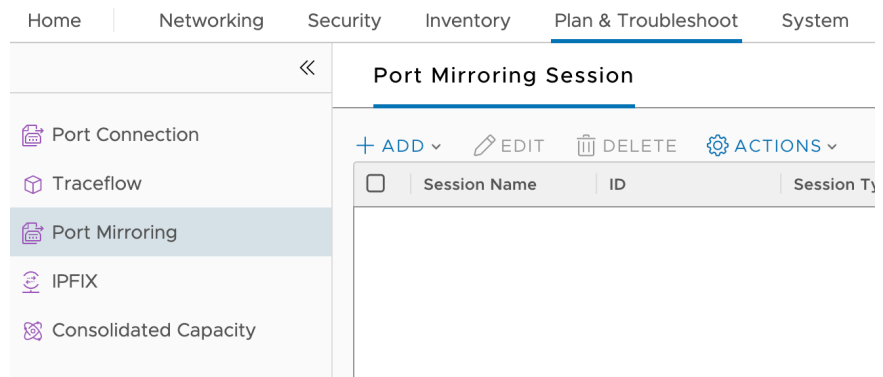 Home Networking Security Inventory Plan & Troubleshoot System
Port Mirroring Session
Port Connection
Traceflow
Port Mirroring
IPFIX
Consolidated Capacity
ADD EDIT DELETE ACTIONS
Session Name ID Session Ty